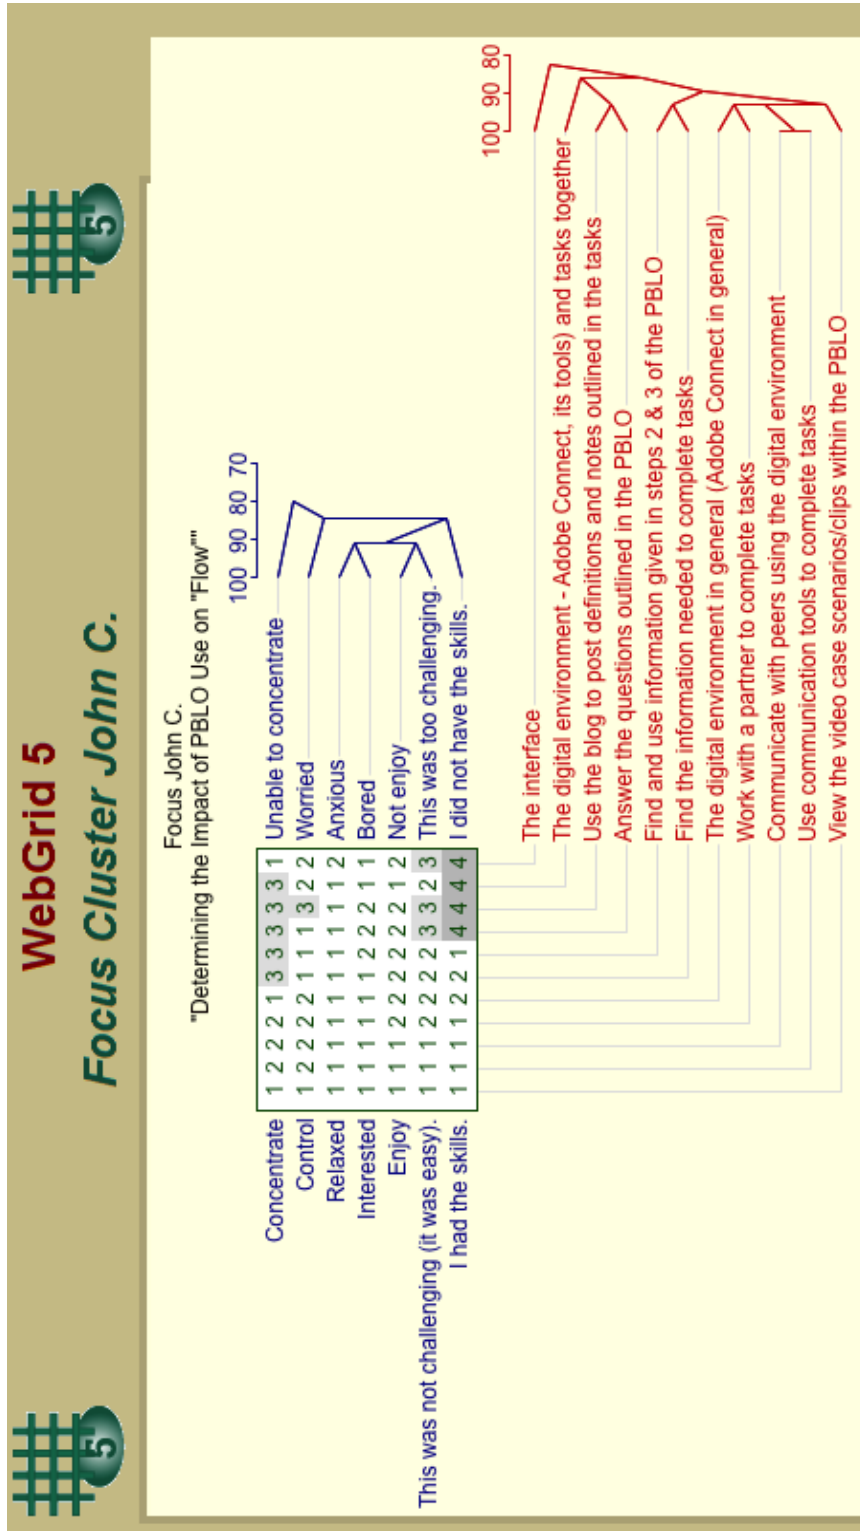 WebGrid 5
Focus Cluster John C.
5
5
Focus John C.
"Determining the Impact of PBLO Use on "Flow""
100 90 80 70
Concentrate 1 2 2 2 1 3 3 3 3 3 1 Unable to concentrate
Control 1 2 2 2 2 1 1 1 3 2 2 Worried
Relaxed 1 1 1 1 1 1 1 1 1 1 2 Anxious
Interested 1 1 1 1 1 1 2 2 2 1 1 Bored
Enjoy 1 1 1 2 2 2 2 2 2 1 2 Not enjoy
This was not challenging (it was easy). 1 1 1 2 2 2 2 3 3 2 3 This was too challenging.
I had the skills. 1 1 1 1 2 2 1 4 4 4 4 I did not have the skills.
100 90 80
The interface
The digital environment - Adobe Connect, its tools) and tasks together
Use the blog to post definitions and notes outlined in the tasks
Answer the questions outlined in the PBLO
Find and use information given in steps 2 & 3 of the PBLO
Find the information needed to complete tasks
The digital environment in general (Adobe Connect in general)
Work with a partner to complete tasks
Communicate with peers using the digital environment
Use communication tools to complete tasks
View the video case scenarios/clips within the PBLO